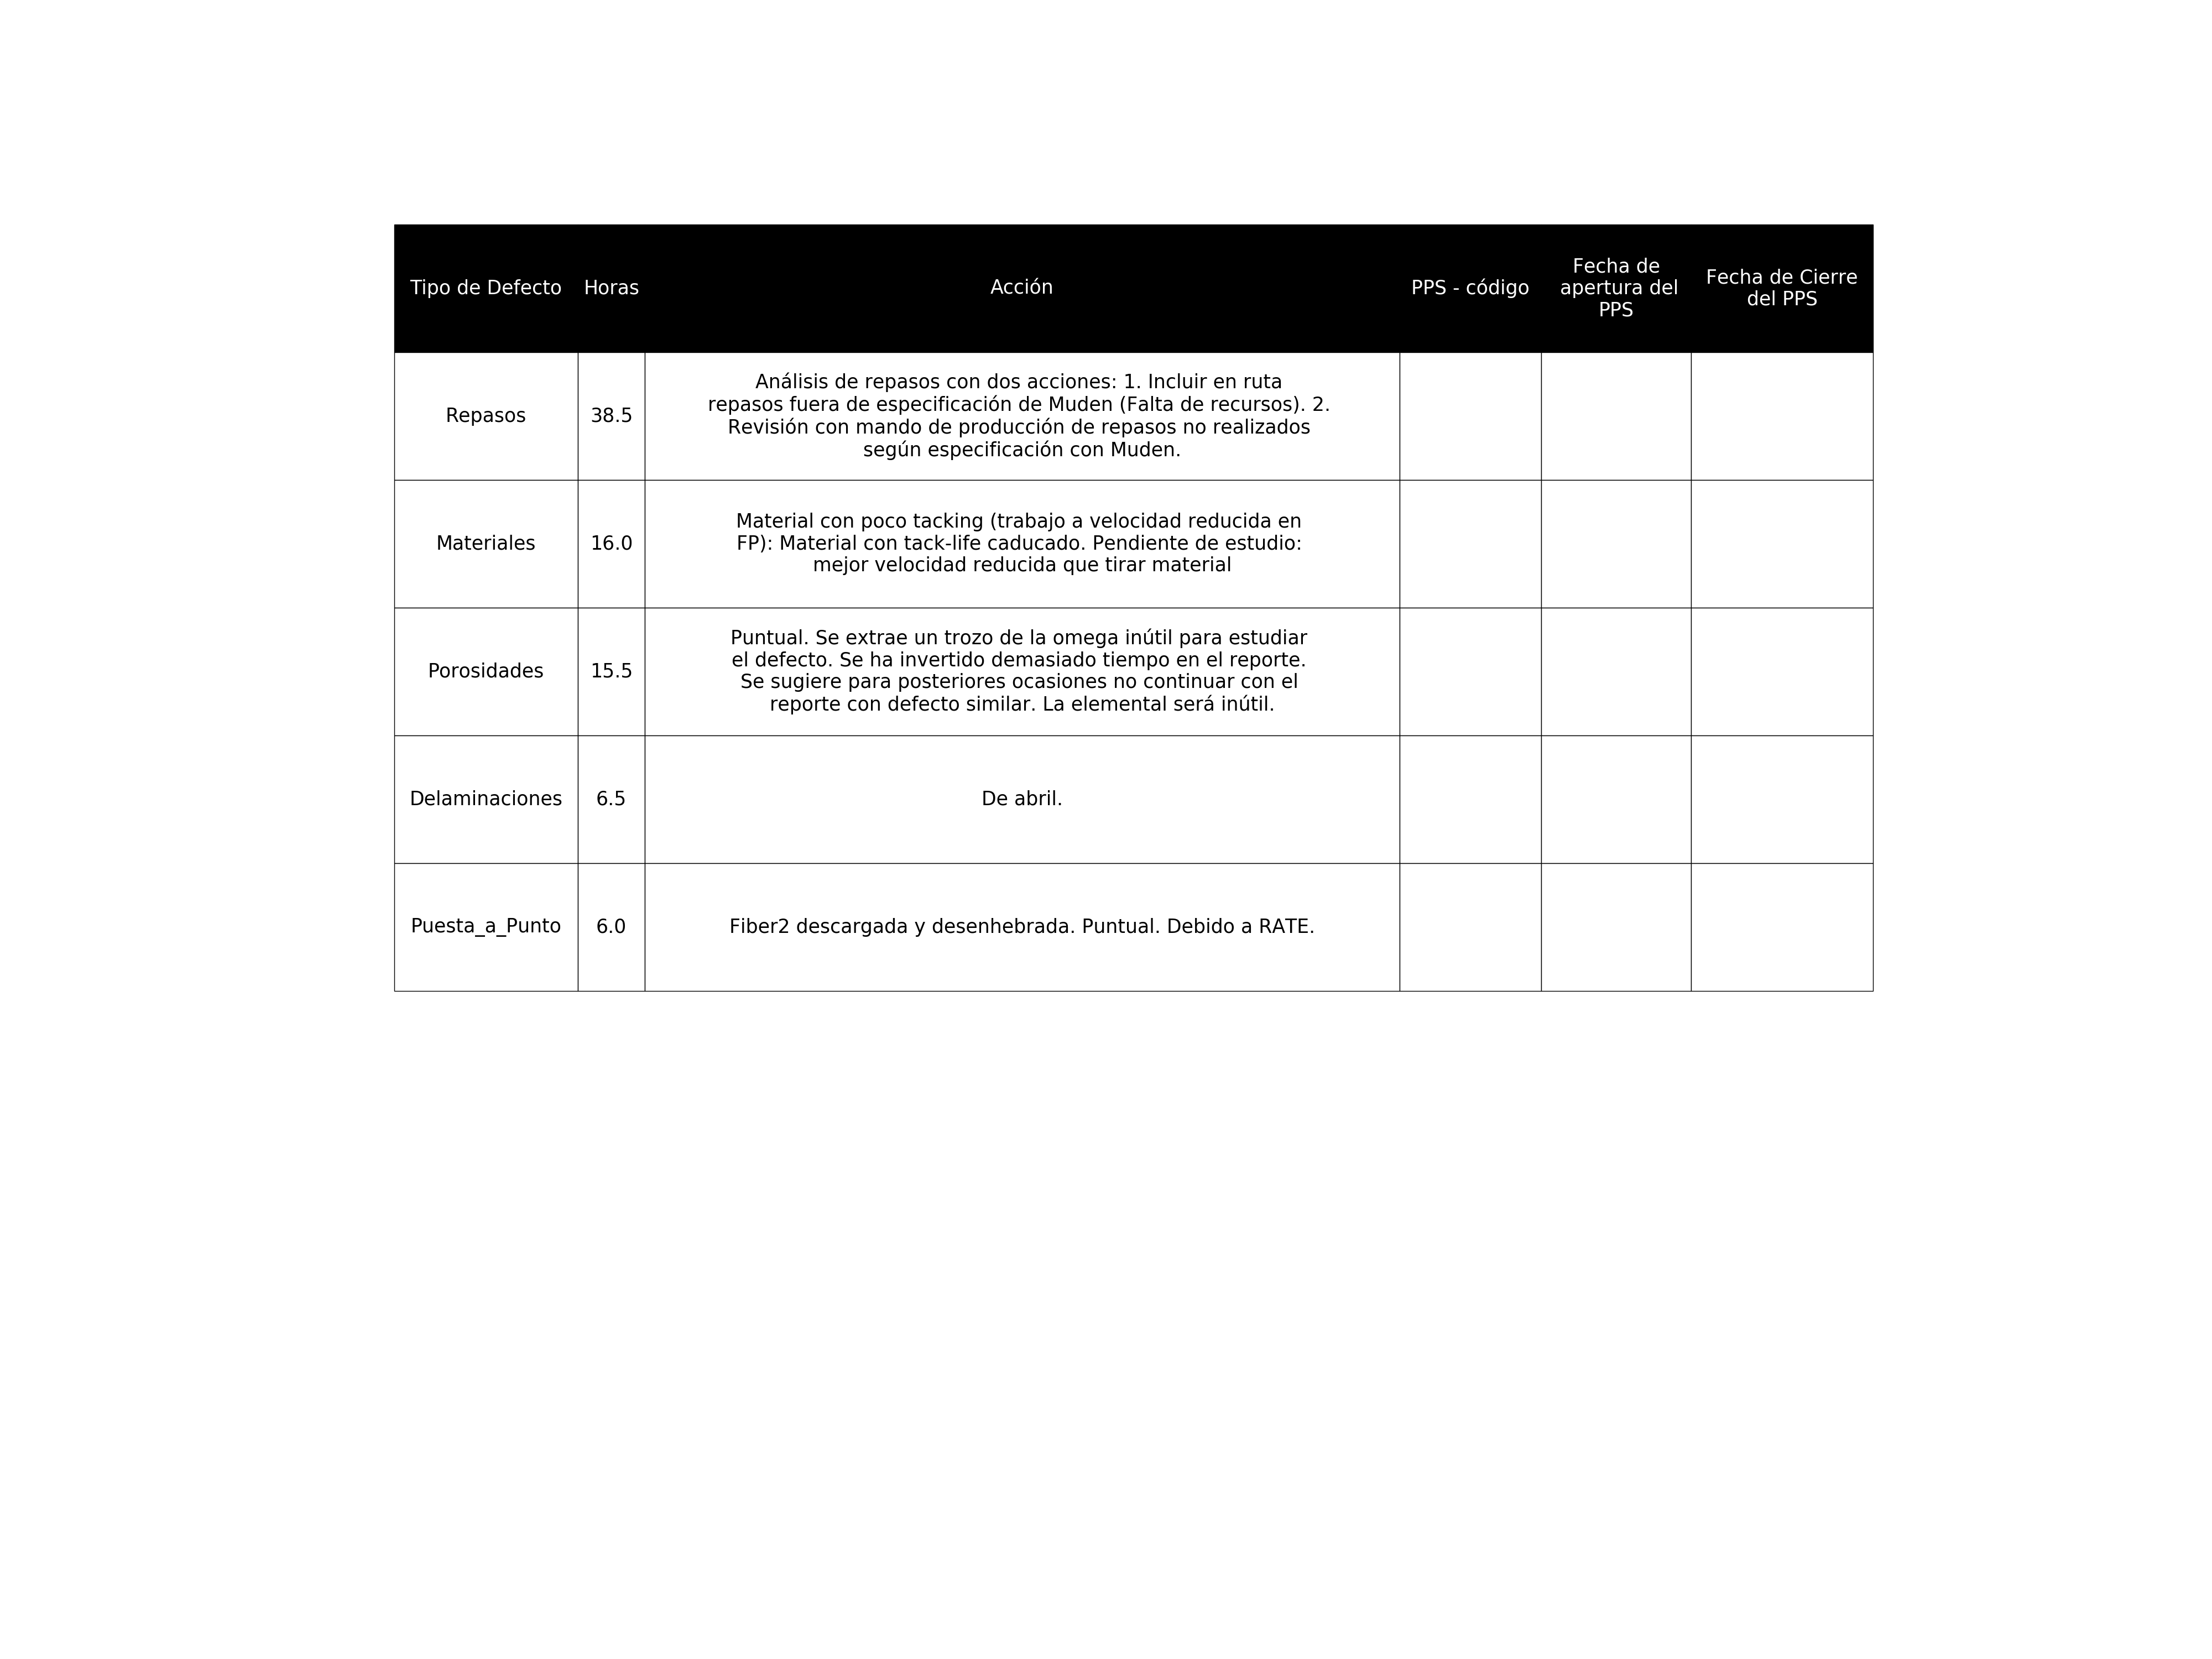 Tipo de Defecto
Horas
Acción
PPS - código
Fecha de
apertura del
PPS
Fecha de Cierre
del PPS
Repasos
38.5
Análisis de repasos con dos acciones: 1. Incluir en ruta
repasos fuera de especificación de Muden (Falta de recursos). 2.
Revisión con mando de producción de repasos no realizados
según especificación con Muden.
Materiales
16.0
Material con poco tacking (trabajo a velocidad reducida en
FP): Material con tack-life caducado. Pendiente de estudio:
mejor velocidad reducida que tirar material
Porosidades
15.5
Puntual. Se extrae un trozo de la omega inútil para estudiar
el defecto. Se ha invertido demasiado tiempo en el reporte.
Se sugiere para posteriores ocasiones no continuar con el
reporte con defecto similar. La elemental será inútil.
Delaminaciones
6.5
De abril.
Puesta_a_Punto
6.0
Fiber2 descargada y desenhebrada. Puntual. Debido a RATE.